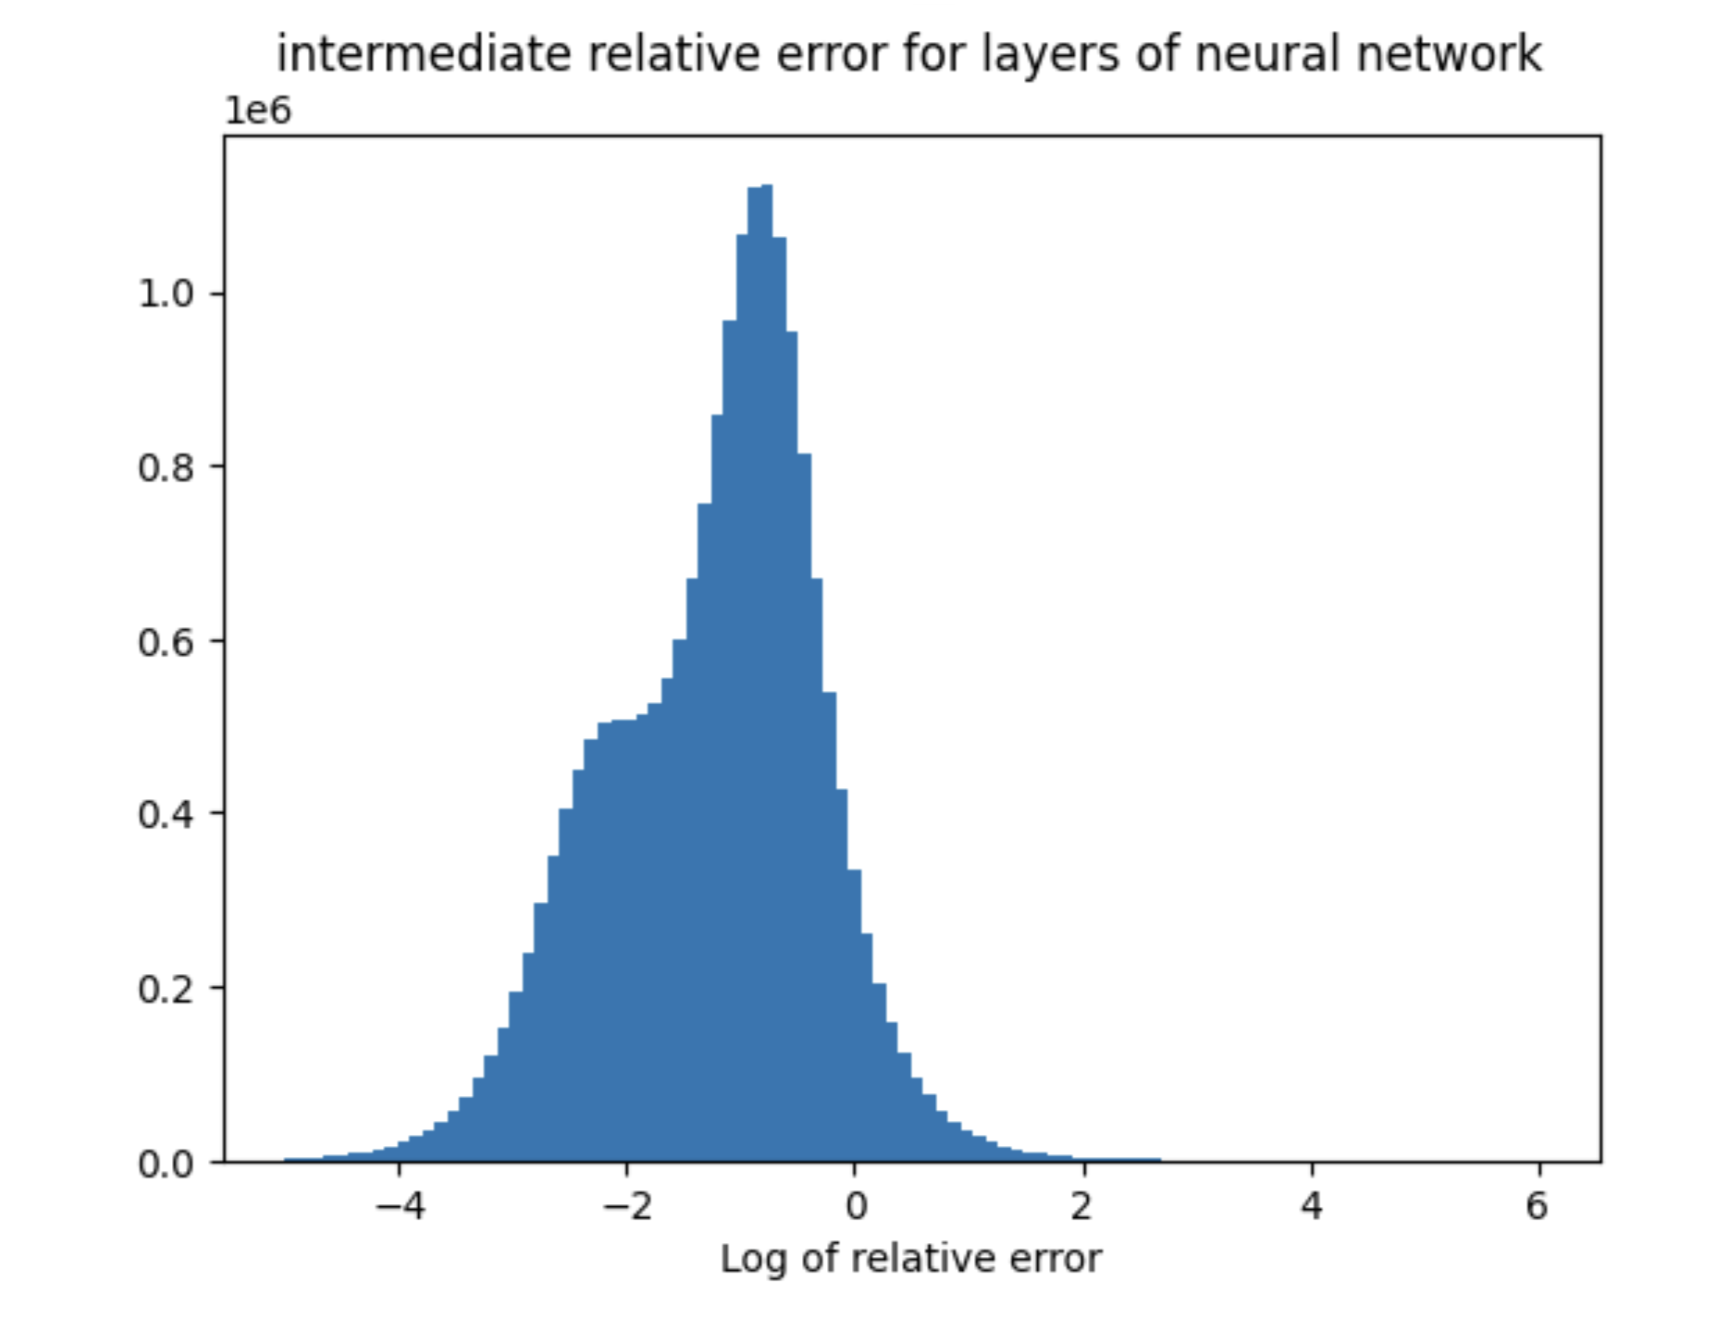 intermediate relative error for layers of neural network
1e6
1.0
0.8
0.6
0.4
0.2
0.0
−4 −2 0 2 4 6
Log of relative error